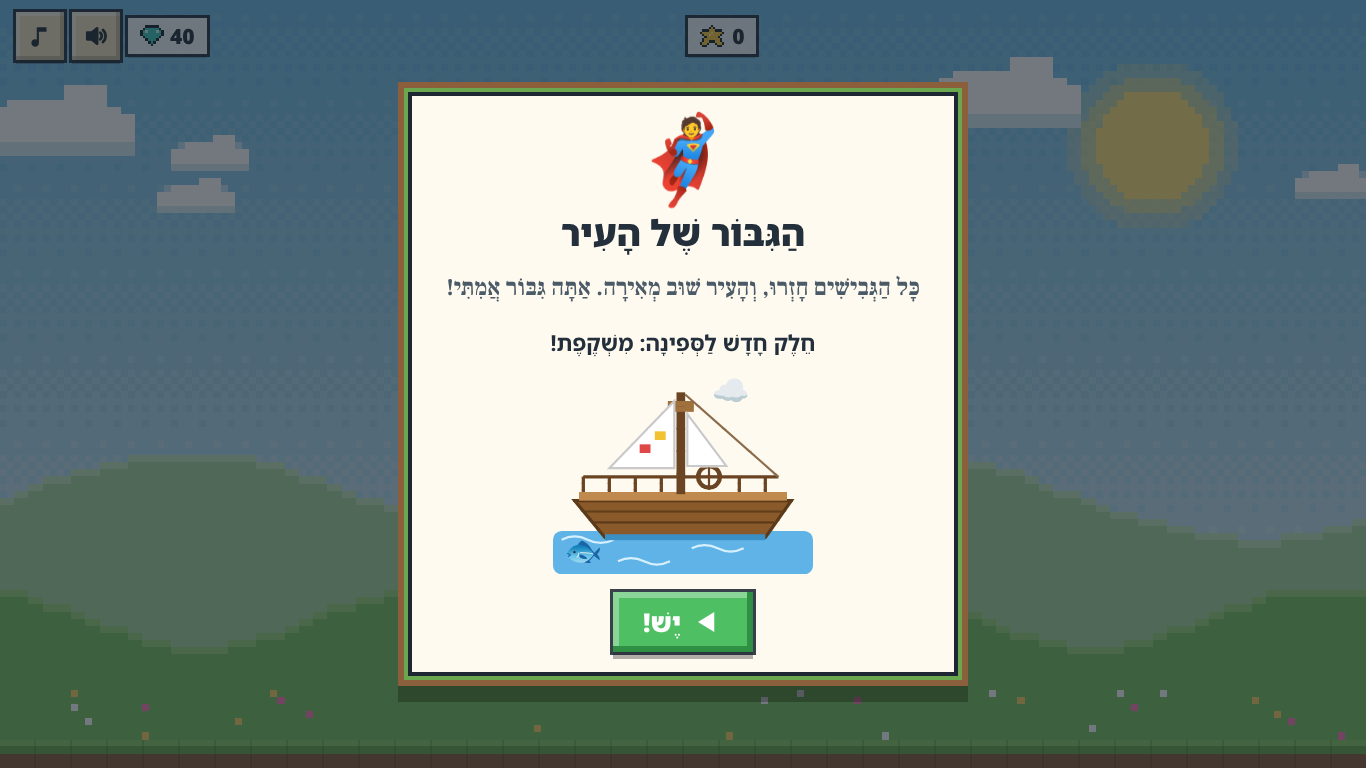 40
0
הַגִּבּוֹר שֶׁל הָעִיר
כָּל הַגְּבִישִׁים חָזְרוּ, וְהָעִיר שׁוּב מְאִירָה. אַתָּה גִּבּוֹר אֲמִתִּי!
חֵלֶק חָדָשׁ לַסְּפִינָה: מִשְׁקֶפֶת!
יֶשׁ!